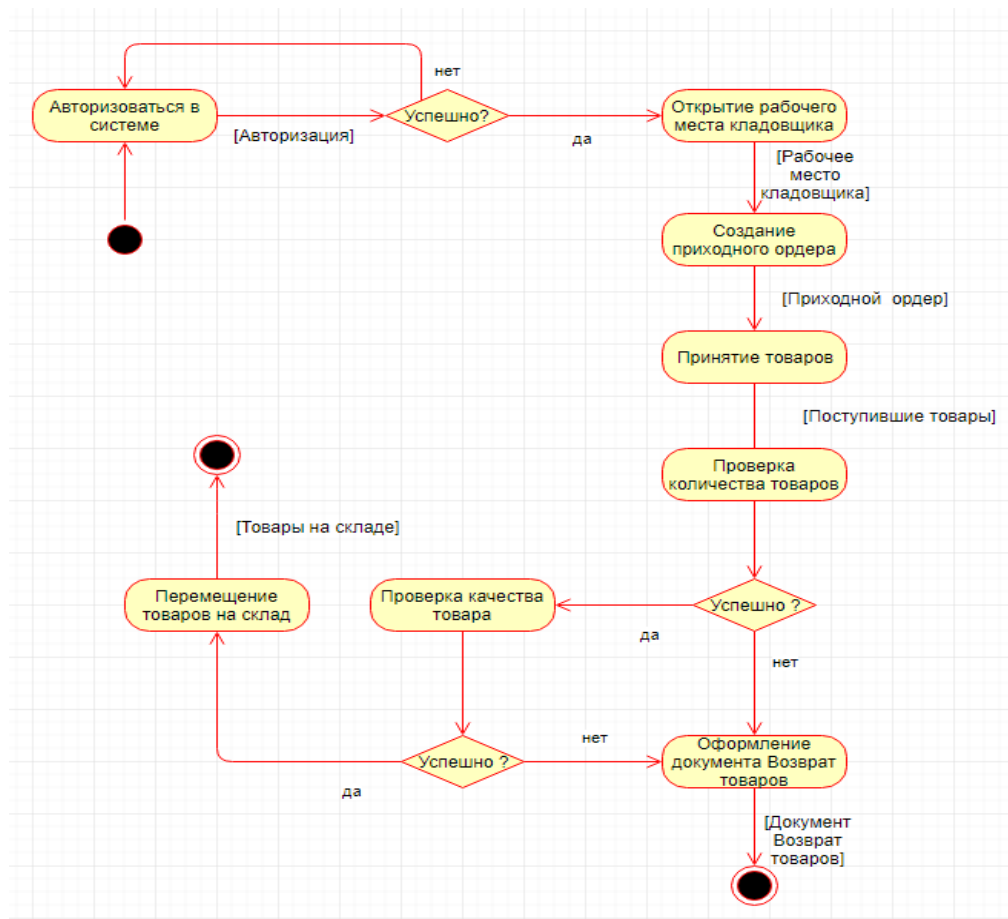 нет
Авторизоваться в
системе
[Авторизация]
Успешно?
да
Открытие рабочего
места кладовщика
[Рабочее
место
кладовщика]
Создание
приходного ордера
[Приходной ордер]
Принятие товаров
[Поступившие товары]
Проверка
количества товаров
[Товары на складе]
Перемещение
товаров на склад
Проверка качества
товара
Успешно ?
да
нет
нет
Успешно ?
да
Оформление
документа Возврат
товаров
[Документ
Возврат
товаров]